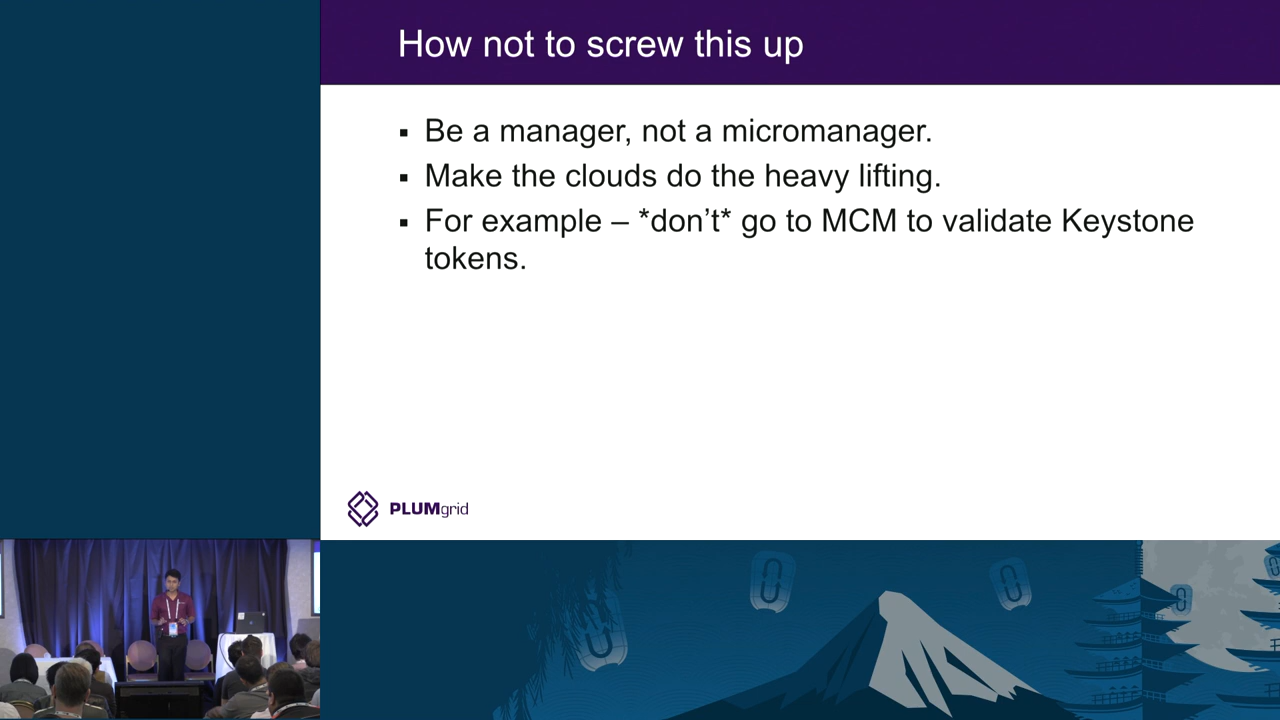 How not to screw this up
▪ Be a manager, not a micromanager.
▪ Make the clouds do the heavy lifting.
▪ For example – *don’t* go to MCM to validate Keystone
tokens.
PLUMgrid